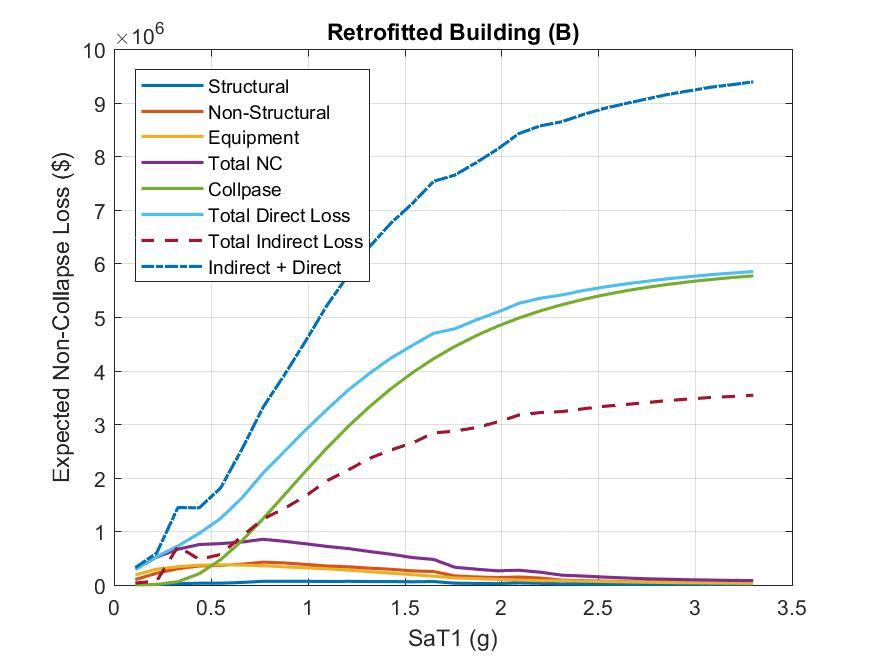 Retrofitted Building (B)
×10⁶
10
9
8
7
6
5
4
3
2
1
0
Expected Non-Collapse Loss ($)
Structural
Non-Structural
Equipment
Total NC
Collpase
Total Direct Loss
Total Indirect Loss
Indirect + Direct
0 0.5 1 1.5 2 2.5 3 3.5
SaT1 (g)